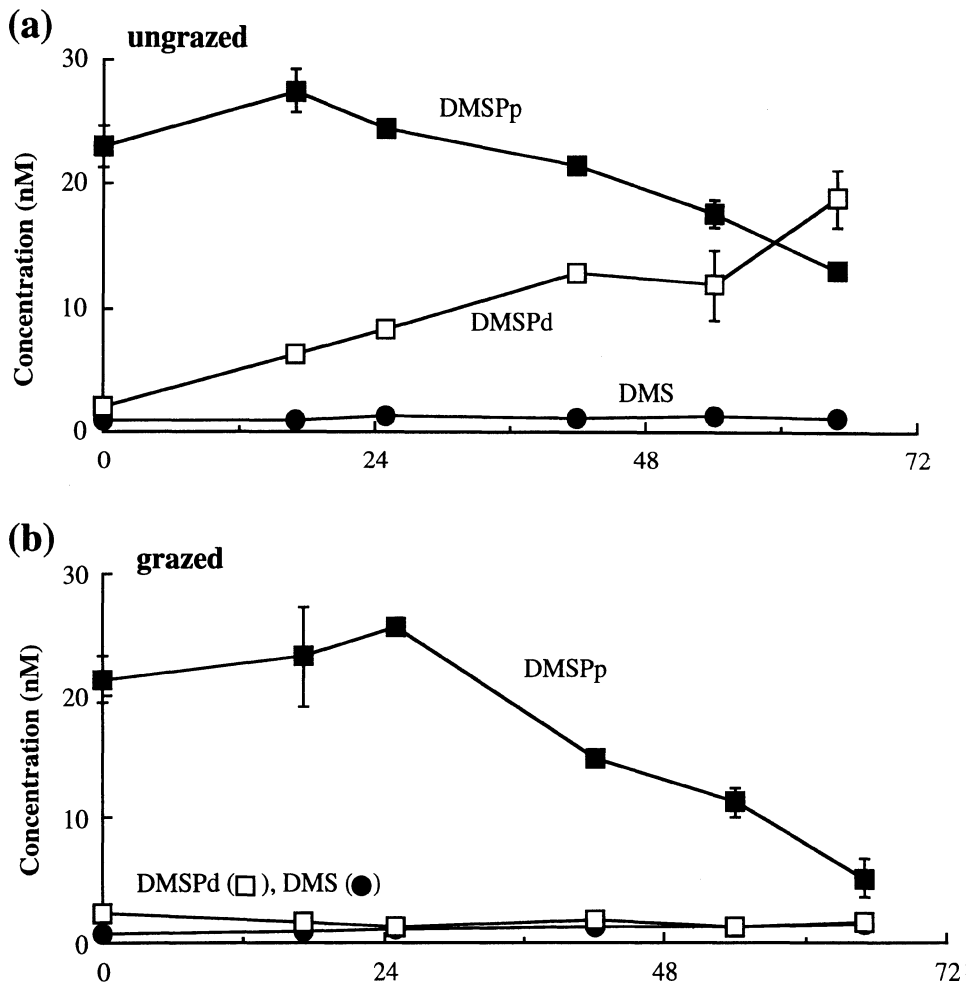 (a)
ungrazed
30
20
10
0
Concentration (nM)
DMSPp
DMSPd
DMS
0 24 48 72
(b)
grazed
30
20
10
0
Concentration (nM)
DMSPp
DMSPd (□), DMS (●)
0 24 48 72